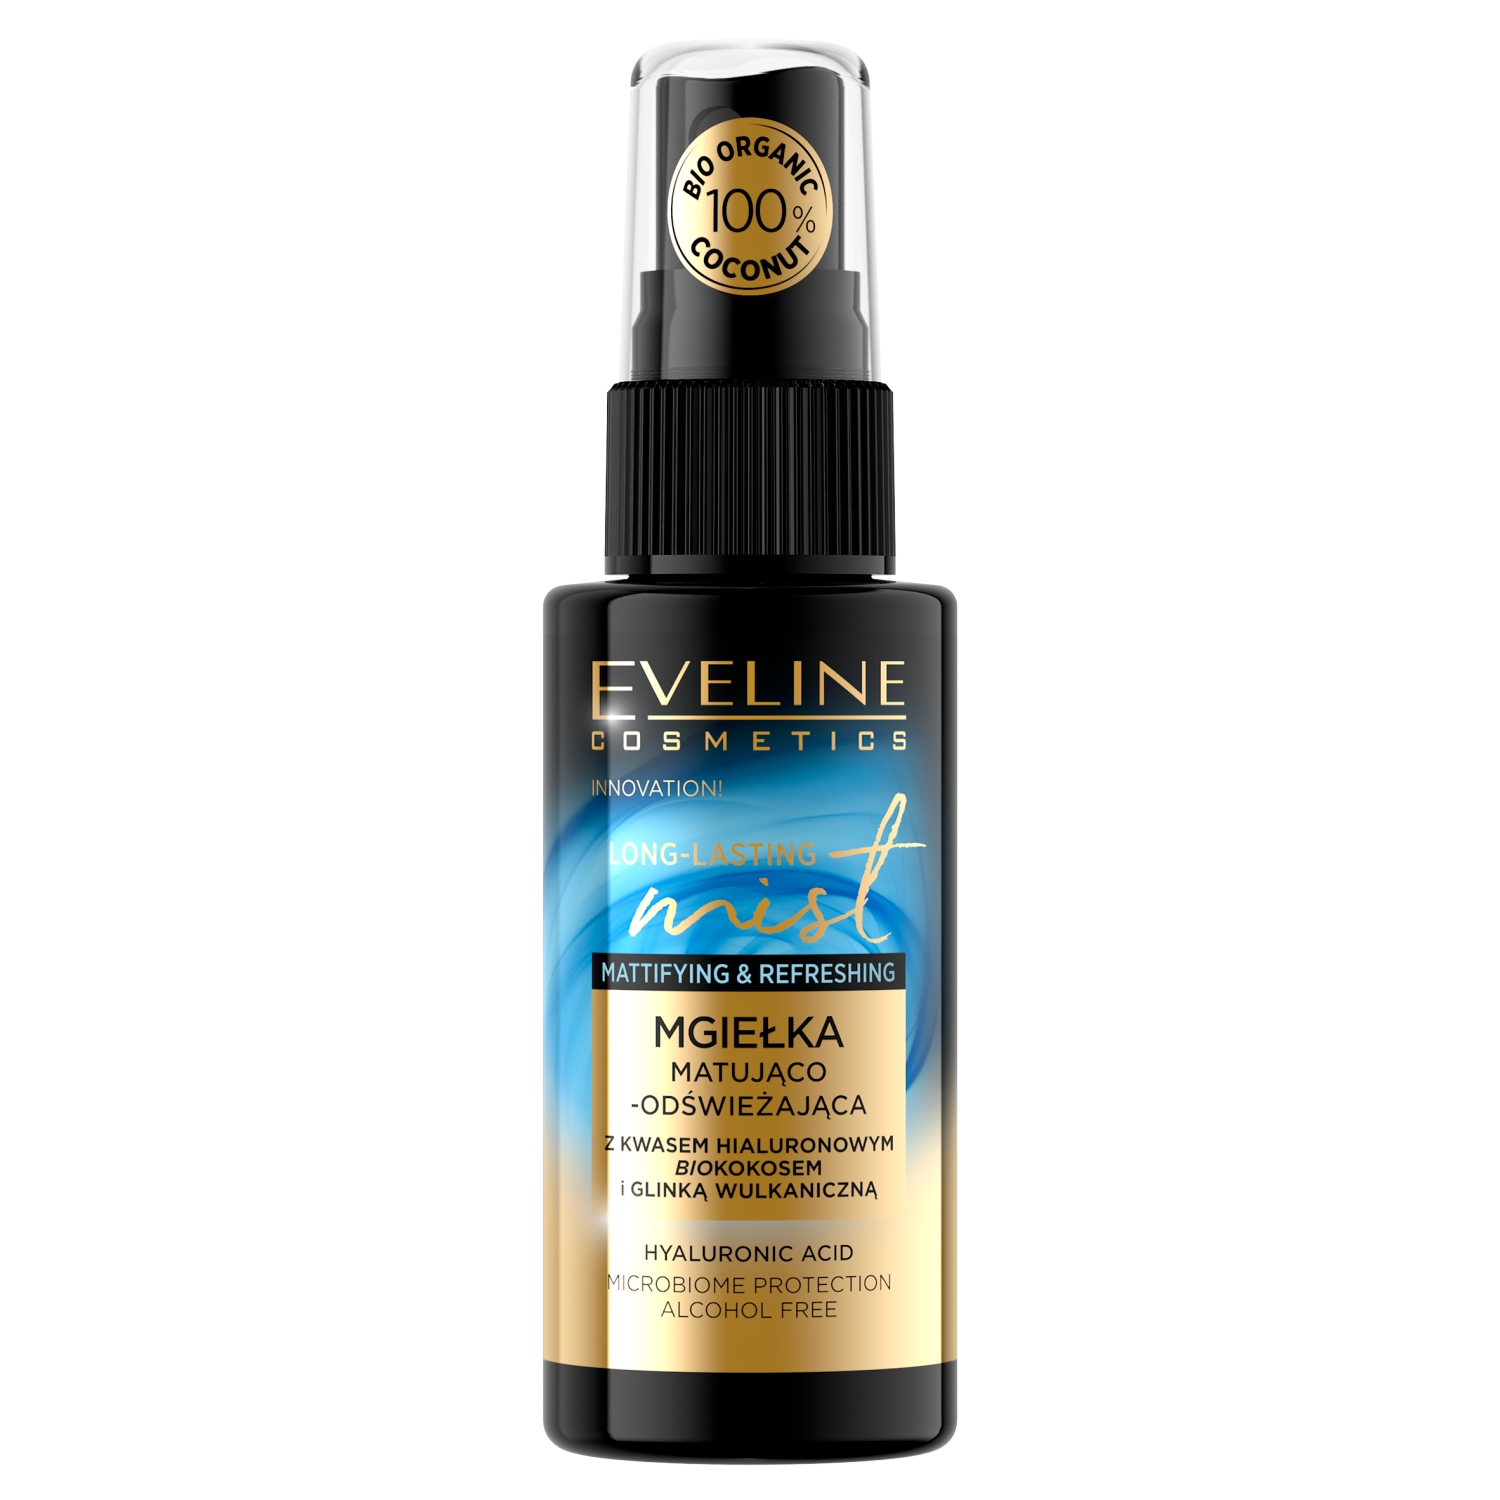 BIO ORGANIC
100%
COCONUT
EVELINE
COSMETICS
INNOVATION!
LONG-LASTING
mist
MATTIFYING & REFRESHING
MGIEŁKA
MATUJĄCO
-ODŚWIEŻAJĄCA
Z KWASEM HIALURONOWYM
BIOKOKOSEM
i GLINKĄ WULKANICZNĄ
HYALURONIC ACID
MICROBIOME PROTECTION
ALCOHOL FREE